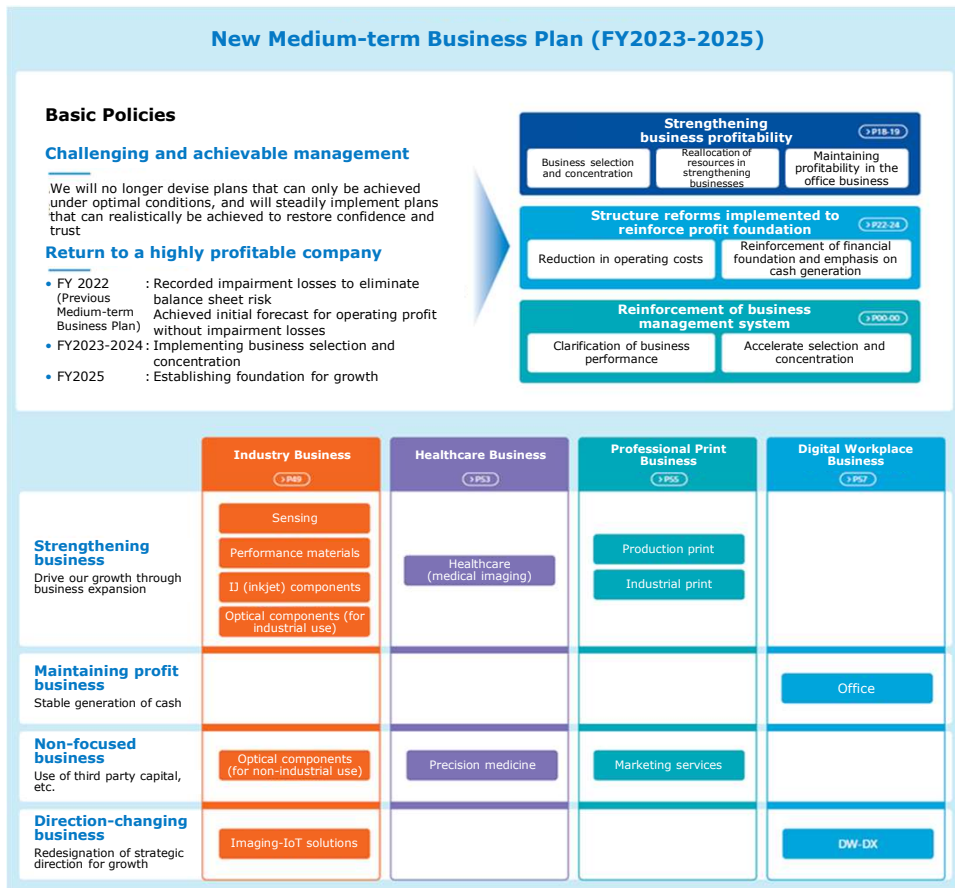 New Medium-term Business Plan (FY2023-2025)
Basic Policies
Challenging and achievable management
We will no longer devise plans that can only be achieved
under optimal conditions, and will steadily implement plans
that can realistically be achieved to restore confidence and
trust
Return to a highly profitable company
• FY 2022 : Recorded impairment losses to eliminate
(Previous balance sheet risk
Medium-term Achieved initial forecast for operating profit
Business Plan) without impairment losses
• FY2023-2024 : Implementing business selection and
concentration
• FY2025 : Establishing foundation for growth
Strengthening
business profitability
>P18-19
Business selection
and concentration
Reallocation of
resources in
strengthening
businesses
Maintaining
profitability in the
office business
Structure reforms implemented to
reinforce profit foundation
>P22-24
Reduction in operating costs
Reinforcement of financial
foundation and emphasis on
cash generation
Reinforcement of business
management system
>P00-00
Clarification of business
performance
Accelerate selection and
concentration
Industry Business
>P49
Healthcare Business
>P53
Professional Print
Business
>P55
Digital Workplace
Business
>P57
Strengthening
business
Drive our growth through
business expansion
Sensing
Performance materials
IJ (inkjet) components
Optical components (for
industrial use)
Healthcare
(medical imaging)
Production print
Industrial print
Maintaining profit
business
Stable generation of cash
Office
Non-focused
business
Use of third party capital,
etc.
Optical components
(for non-industrial use)
Precision medicine
Marketing services
Direction-changing
business
Redesignation of strategic
direction for growth
Imaging-IoT solutions
DW-DX